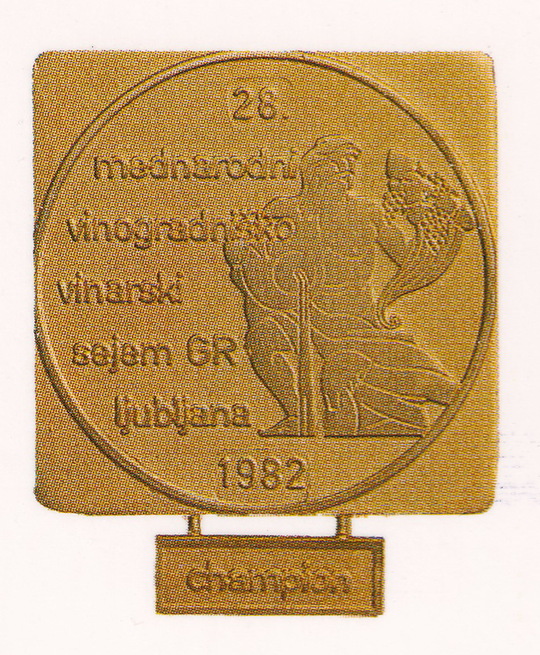 28.
mednarodni
vinogradniško
vinarski
sejem GR
ljubljana
1982
champion